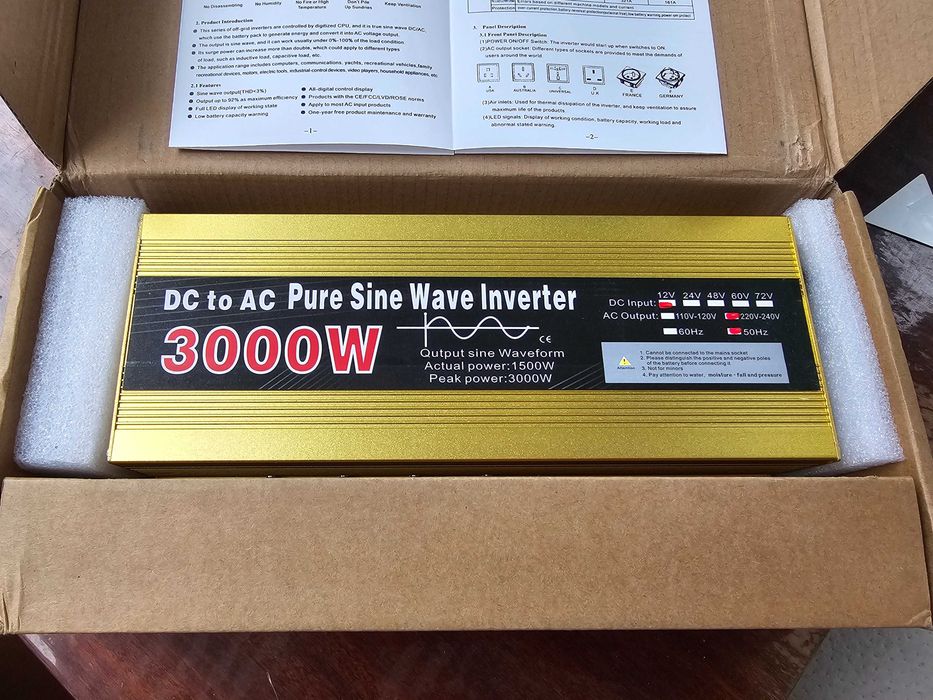 No Disassembling
No Humidity
No Fire or High
Temperature
Don't Pile
Up Sundries
Keep Ventilation
1. Product Introduction
This series of off-grid inverters are controlled by digitized CPU, and it is true sine wave DC/AC,
which use the battery pack to generate energy and convert it into AC voltage output.
The output is sine wave, and it can work usually under 0%-100% of the load condition
Its surge power can increase more than double, which could apply to different types
of load, such as inductive load, capacitive load, etc.
The application range includes computers, communications, yachts, recreational vehicles, family
recreational devices, motors, electric tools, industrial-control devices, video players, household appliances, etc.
2.1 Features
Sine wave output(THD<3%)
Output up to 92% as maximum efficiency
Full LED display of working state
Low battery capacity warning
All-digital control display
Products with the CE/FCC/LVD/ROSE norms
Apply to most AC input products
One-year free product maintenance and warranty
-1-
321A
161A
Errors based on different machine models and current
Protection
3. Panel Description
3.1 Front Panel Description
(1)POWER ON/OFF Switch. The inverter would start up when switches to ON.
(2)AC output socket: Different types of sockets are provided to meet the demands of
users around the world
A
USA
B
AUSTRALIA
C
UNIVERSAL
D
U.K
E
FRANCE
F
GERMANY
(3)Air inlets: Used for thermal dissipation of the inverter, and keep ventilation to assure
maximum life of the products.
(4)LED signals: Display of working condition, battery capacity, working load and
abnormal stated warning.
-2-
DC to AC Pure Sine Wave Inverter
3000W
Qutput sine Waveform
Actual power:1500W
Peak power:3000W
CE
12V 24V 48V 60V 72V
DC Input:
AC Output: 110V-120V 220V-240V
60Hz 50Hz
Attention
1. Cannot be connected to the mains socket
2. Please distinguish the positive and negative poles
of the battery before connecting it
3. Not for minors
4. Pay attention to water, moisture - fall and pressure